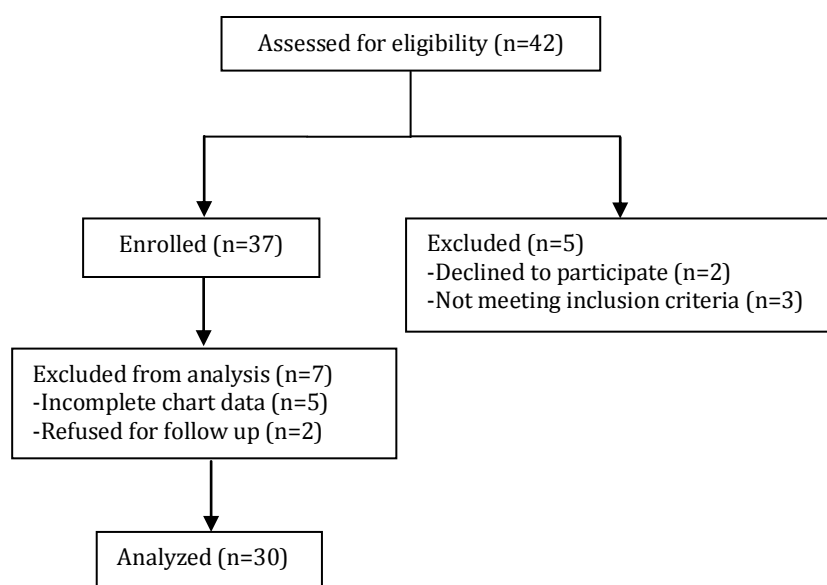 Assessed for eligibility (n=42)
Enrolled (n=37)
Excluded (n=5)
-Declined to participate (n=2)
-Not meeting inclusion criteria (n=3)
Excluded from analysis (n=7)
-Incomplete chart data (n=5)
-Refused for follow up (n=2)
Analyzed (n=30)